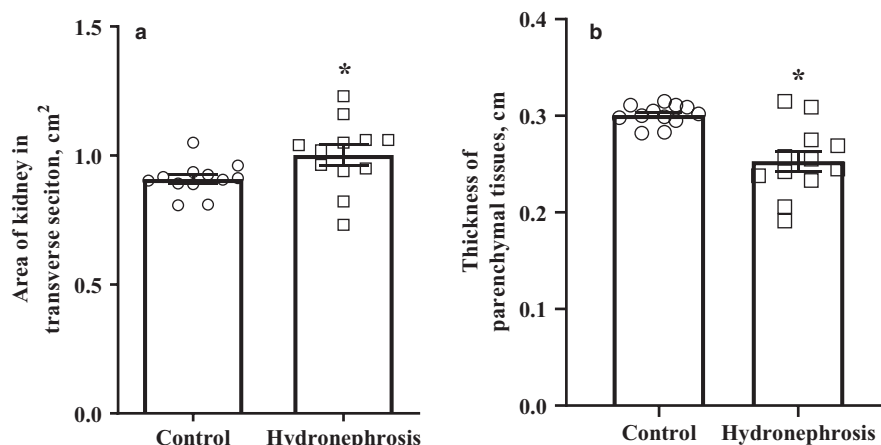 a
Area of kidney in
transverse seciton, cm2
1.5
1.0
0.5
0.0
*
Control
Hydronephrosis
b
Thickness of
parenchymal tissues, cm
0.4
0.3
0.2
0.1
0.0
*
Control
Hydronephrosis